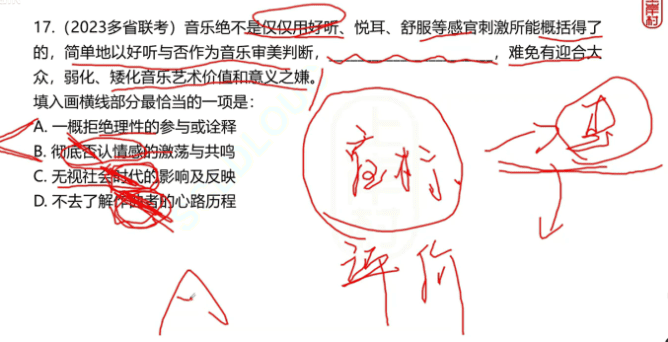 17.（2023多省联考）音乐绝不是仅仅用好听、悦耳、舒服等感官刺激所能概括得了
的，简单地以好听与否作为音乐审美判断，________________，难免有迎合大
众，弱化、矮化音乐艺术价值和意义之嫌。
填入画横线部分最恰当的一项是：
A. 一概拒绝理性的参与或诠释
B. 彻底否认情感的激荡与共鸣
C. 无视社会时代的影响及反映
D. 不去了解作者的心路历程
评价
A